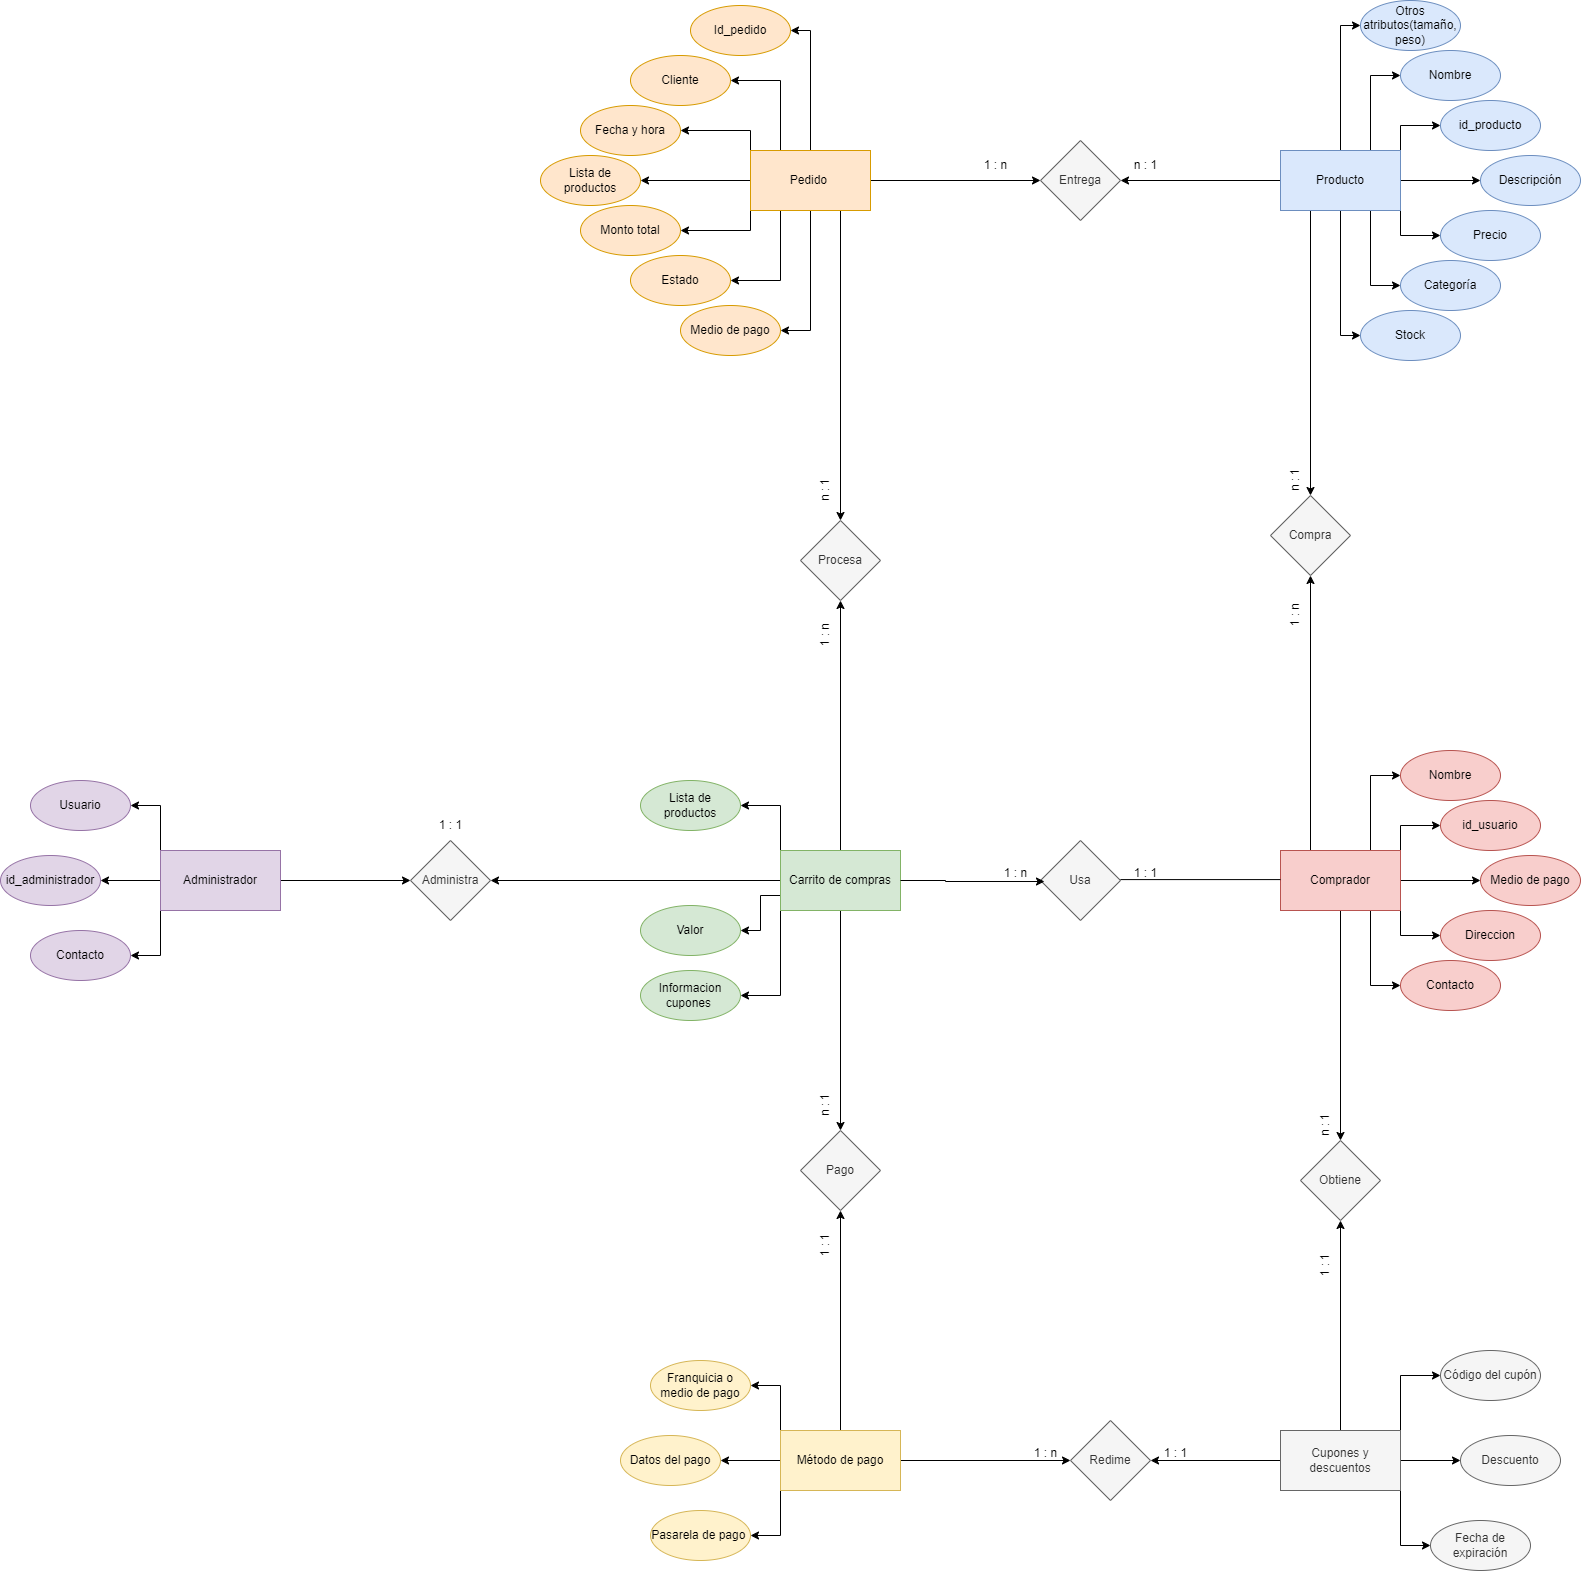 Otros
atributos(tamaño,
peso)
Id_pedido
Nombre
Cliente
id_producto
Fecha y hora
1 : n
n : 1
Lista de
productos
Pedido
Entrega
Producto
Descripción
Monto total
Precio
Estado
Categoría
Medio de pago
Stock
n : 1
n : 1
Compra
Procesa
1 : n
1 : n
Nombre
Lista de
productos
Usuario
1 : 1
id_usuario
1 : n
1 : 1
id_administrador
Administrador
Administra
Carrito de compras
Usa
Comprador
Medio de pago
Valor
Direccion
Contacto
Informacion
cupones
Contacto
n : 1
n : 1
Pago
Obtiene
1 : 1
1 : 1
Franquicia o
medio de pago
Código del cupón
1 : n
1 : 1
Datos del pago
Método de pago
Redime
Cupones y
descuentos
Descuento
Pasarela de pago
Fecha de
expiración